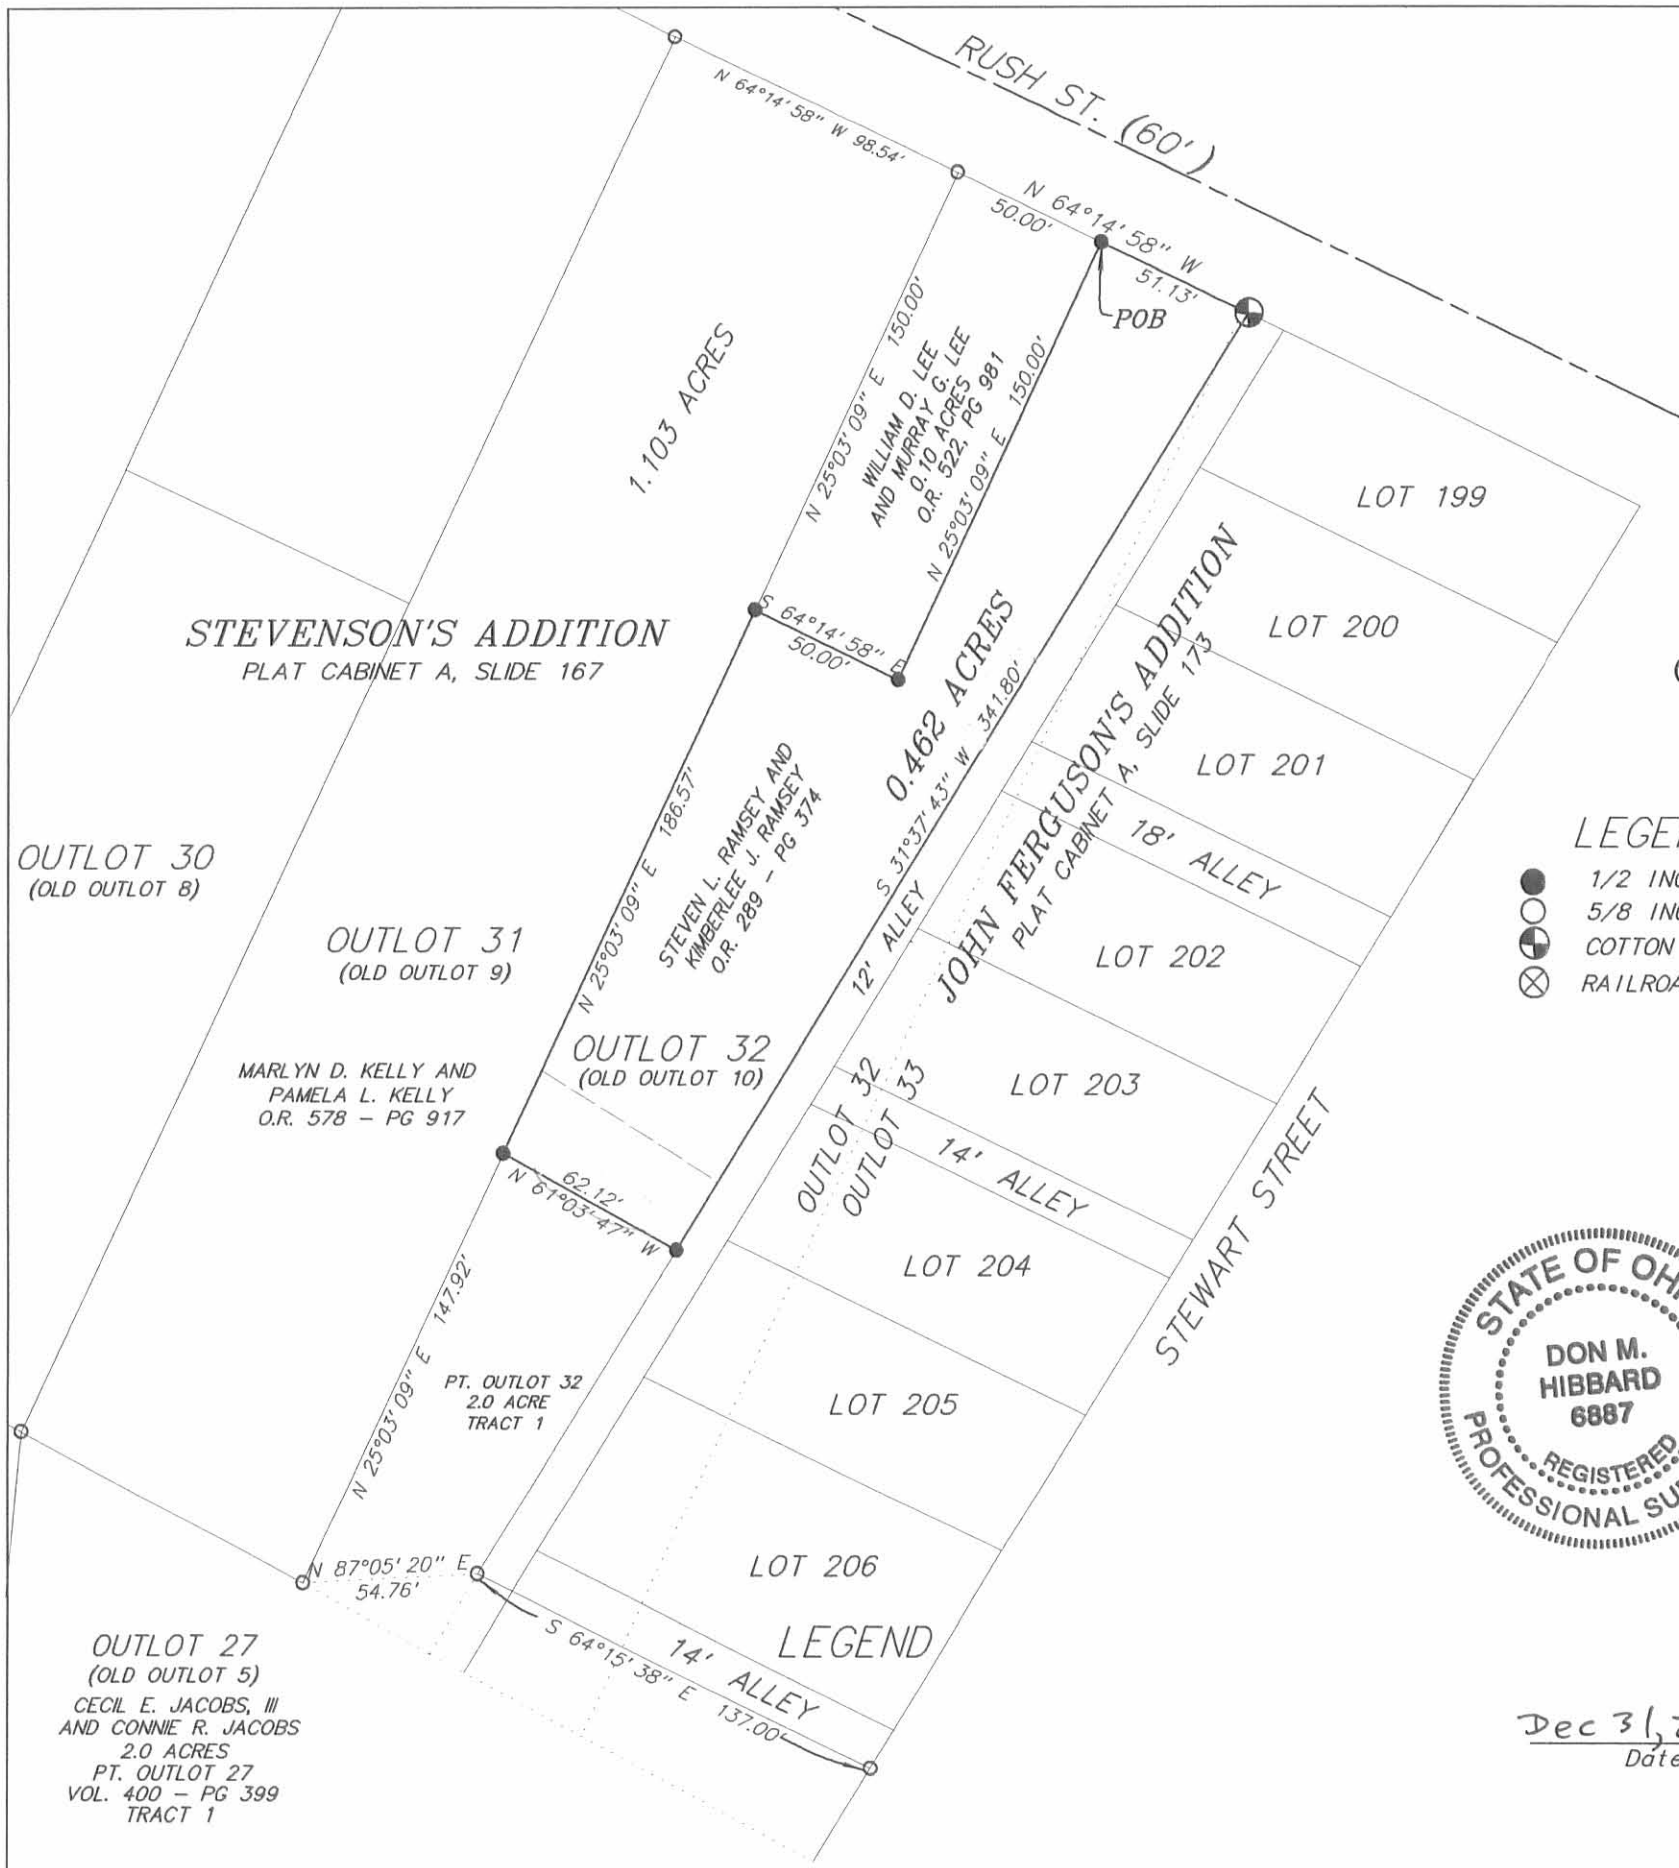 RUSH ST. (60')
N 64°14'58" W 98.54'
N 64°14'58" W
50.00'
51.13'
POB
1.103 ACRES
N 25°03'09" E 150.00'
WILLIAM D. LEE
AND MURRAY G. LEE
0.10 ACRES
O.R. 522, PG 981
N 25°03'09" E 150.00'
LOT 199
STEVENSON'S ADDITION
PLAT CABINET A, SLIDE 167
S 64°14'58" E
50.00'
0.462 ACRES
S 31°37'43" W 341.80'
JOHN FERGUSON'S ADDITION
PLAT CABINET A, SLIDE 173
LOT 200
LOT 201
18' ALLEY
12' ALLEY
LOT 202
N 25°03'09" E 186.57'
STEVEN L. RAMSEY AND
KIMBERLEE J. RAMSEY
O.R. 289 - PG 374
OUTLOT 30
(OLD OUTLOT 8)
OUTLOT 31
(OLD OUTLOT 9)
OUTLOT 32
(OLD OUTLOT 10)
MARLYN D. KELLY AND
PAMELA L. KELLY
O.R. 578 - PG 917
LEGE
1/2 IN
5/8 IN
COTTON
RAILROA
OUTLOT 32
OUTLOT 33
LOT 203
14' ALLEY
STEWART STREET
62.12'
N 61°03'47" W
LOT 204
N 25°03'09" E 147.92'
PT. OUTLOT 32
2.0 ACRE
TRACT 1
LOT 205
STATE OF OH
DON M.
HIBBARD
6887
REGISTERED
PROFESSIONAL SU
N 87°05'20" E
54.76'
LOT 206
LEGEND
14' ALLEY
S 64°15'38" E 137.00'
OUTLOT 27
(OLD OUTLOT 5)
CECIL E. JACOBS, III
AND CONNIE R. JACOBS
2.0 ACRES
PT. OUTLOT 27
VOL. 400 - PG 399
TRACT 1
Dec 31,
Date